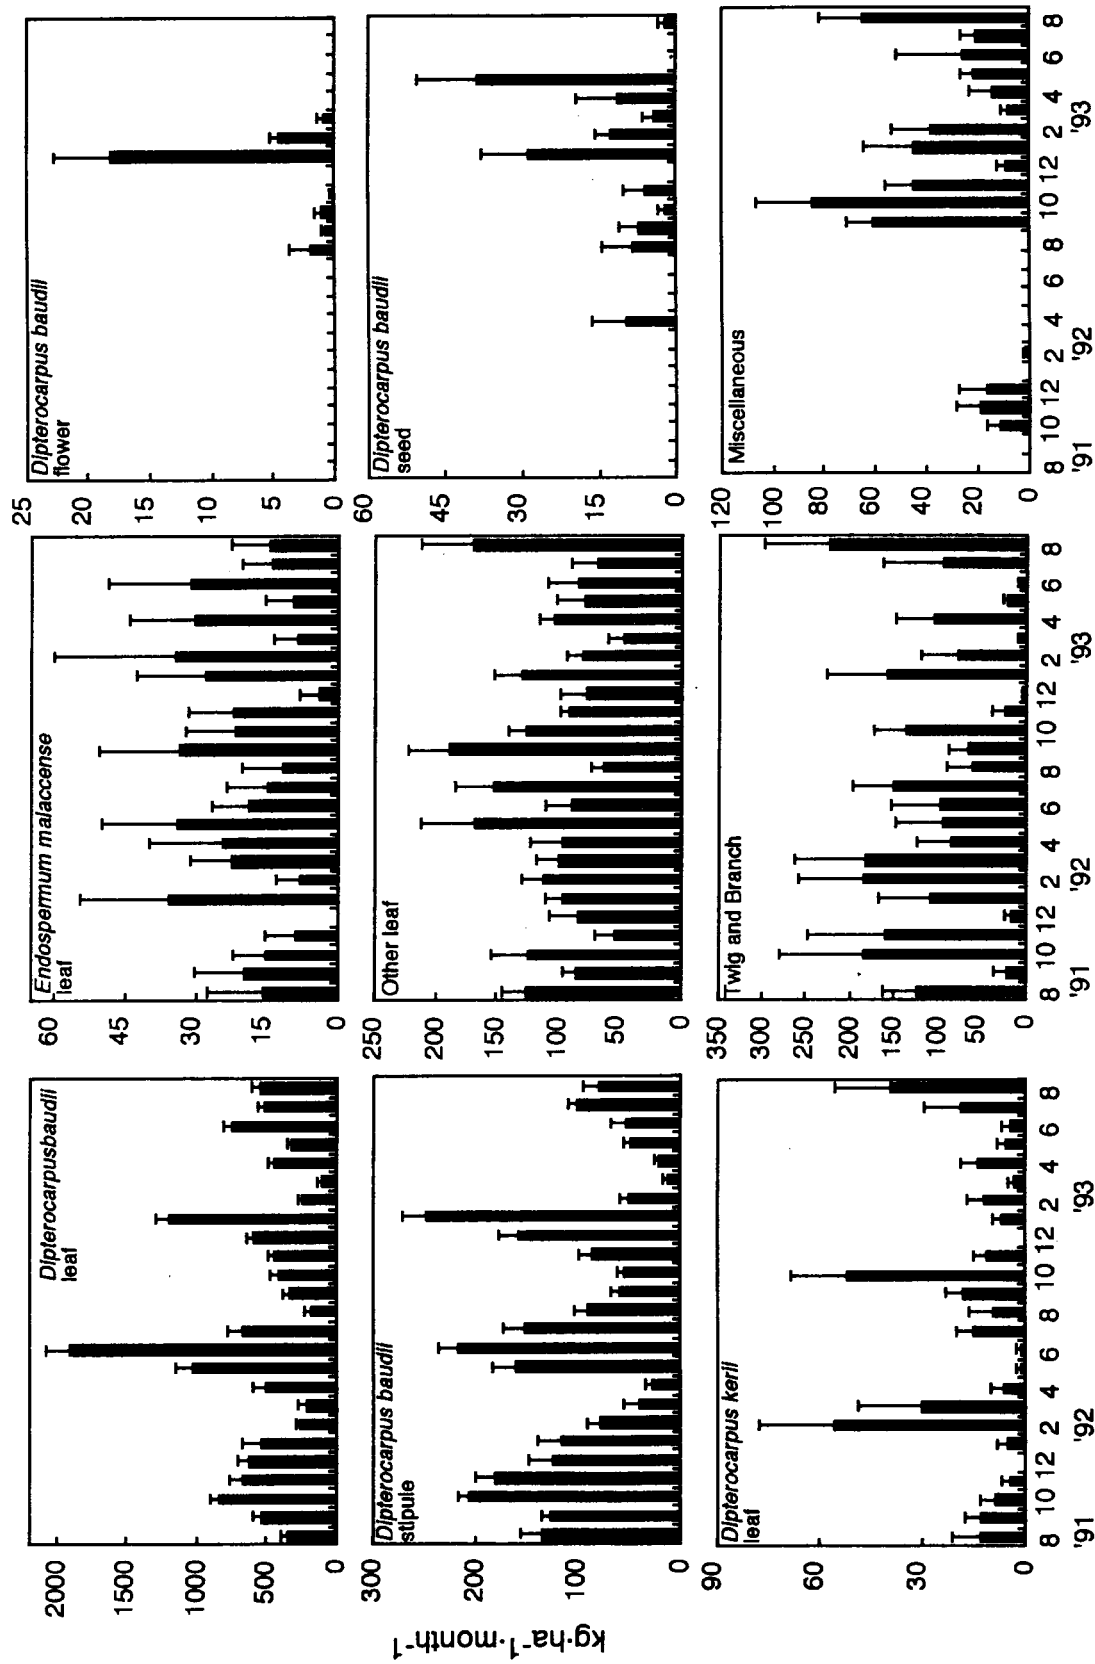 kg·ha⁻¹·month⁻¹
Dipterocarpusbaudii
leaf
2000
1500
1000
500
0
Endospermum malaccense
leaf
60
45
30
15
0
Dipterocarpus baudii
flower
25
20
15
10
5
0
Dipterocarpus baudii
stipule
300
200
100
0
Other leaf
250
200
150
100
50
0
Dipterocarpus baudii
seed
60
45
30
15
0
Dipterocarpus kerii
leaf
90
60
30
0
8 10 12 2 4 6 8 10 12 2 4 6 8
'91 '92 '93
Twig and Branch
350
300
250
200
150
100
50
0
8 10 12 2 4 6 8 10 12 2 4 6 8
'91 '92 '93
Miscellaneous
120
100
80
60
40
20
0
8 10 12 2 4 6 8 10 12 2 4 6 8
'91 '92 '93